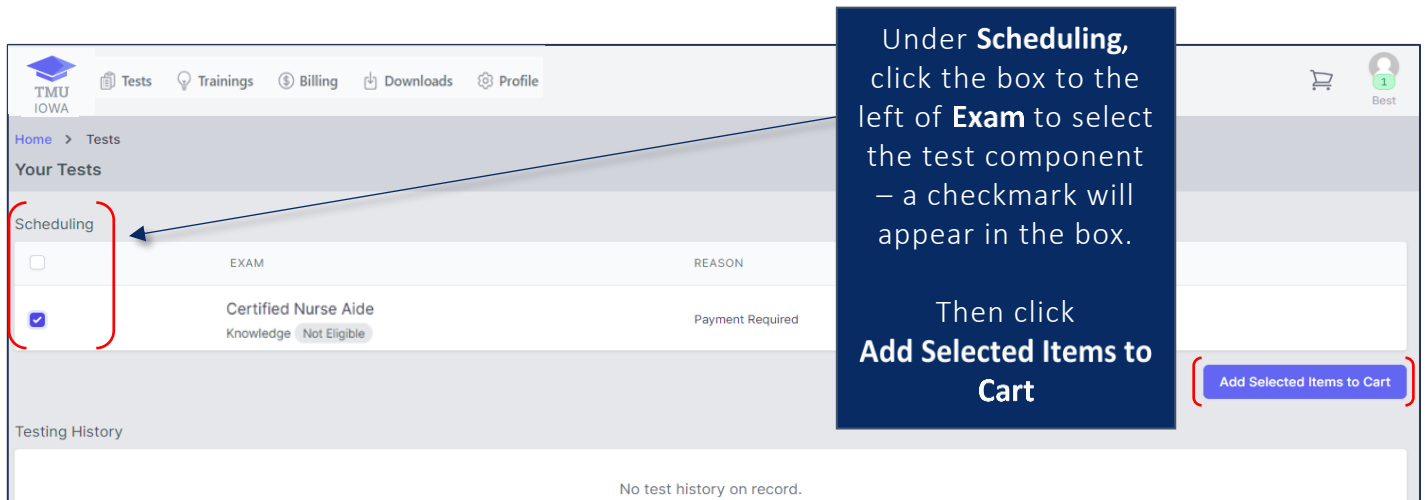 TMU
IOWA
Tests Trainings Billing Downloads Profile
1
Best
Home > Tests
Your Tests
Scheduling
EXAM REASON
Certified Nurse Aide
Knowledge Not Eligible
Payment Required
Under Scheduling,
click the box to the
left of Exam to select
the test component
– a checkmark will
appear in the box.
Then click
Add Selected Items to
Cart
Add Selected Items to Cart
Testing History
No test history on record.